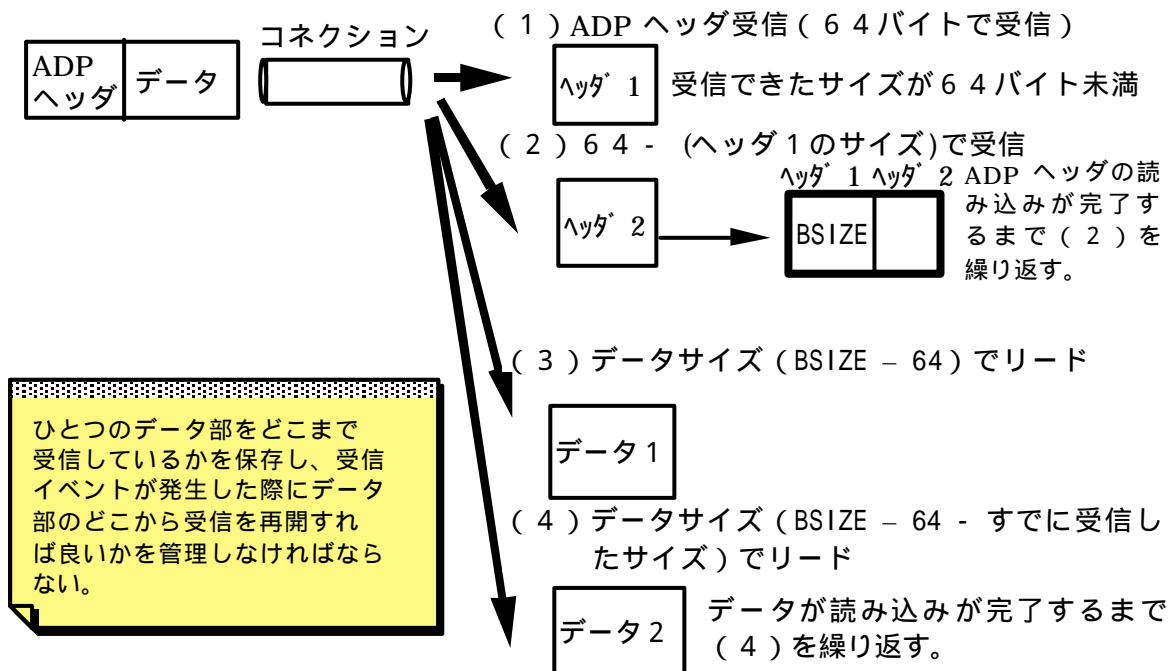 コネクション
ADP
ヘッダ
データ
(1)ADP ヘッダ受信(64バイトで受信)
ヘッダ 1
受信できたサイズが64バイト未満
(2)64 - (ヘッダ1のサイズ)で受信
ヘッダ 2
ヘッダ 1 ヘッダ 2
BSIZE
ADP ヘッダの読
み込みが完了す
るまで(2)を
繰り返す。
(3)データサイズ(BSIZE – 64)でリード
データ1
ひとつのデータ部をどこまで
受信しているかを保存し、受信
イベントが発生した際にデータ
部のどこから受信を再開すれ
ば良いかを管理しなければなら
ない。
(4)データサイズ(BSIZE – 64 - すでに受信し
たサイズ)でリード
データ2
データが読み込みが完了するまで
(4)を繰り返す。